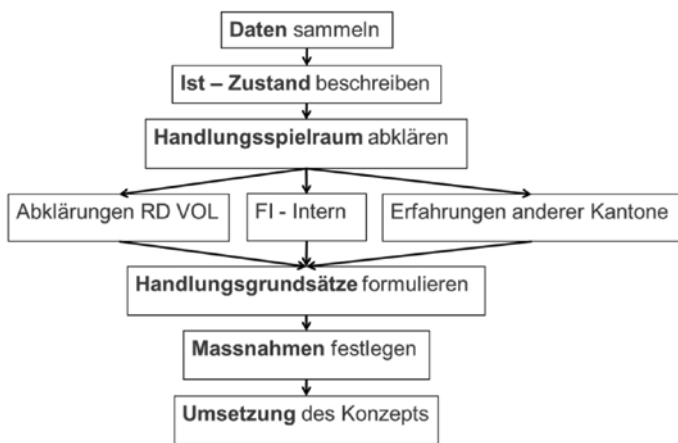 Daten sammeln
Ist – Zustand beschreiben
Handlungsspielraum abklären
Abklärungen RD VOL
FI - Intern
Erfahrungen anderer Kantone
Handlungsgrundsätze formulieren
Massnahmen festlegen
Umsetzung des Konzepts